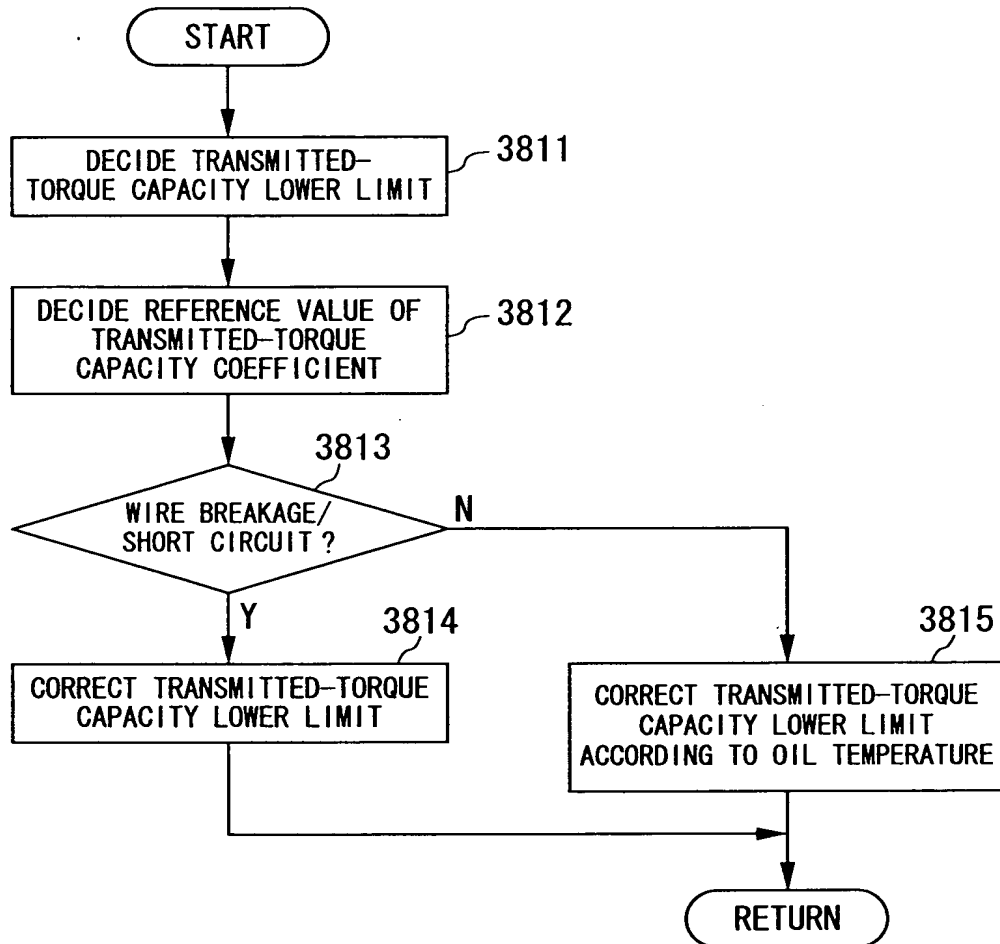 START
DECIDE TRANSMITTED-
TORQUE CAPACITY LOWER LIMIT
3811
DECIDE REFERENCE VALUE OF
TRANSMITTED-TORQUE
CAPACITY COEFFICIENT
3812
3813
WIRE BREAKAGE/
SHORT CIRCUIT?
N
Y
3814
CORRECT TRANSMITTED-TORQUE
CAPACITY LOWER LIMIT
3815
CORRECT TRANSMITTED-TORQUE
CAPACITY LOWER LIMIT
ACCORDING TO OIL TEMPERATURE
RETURN